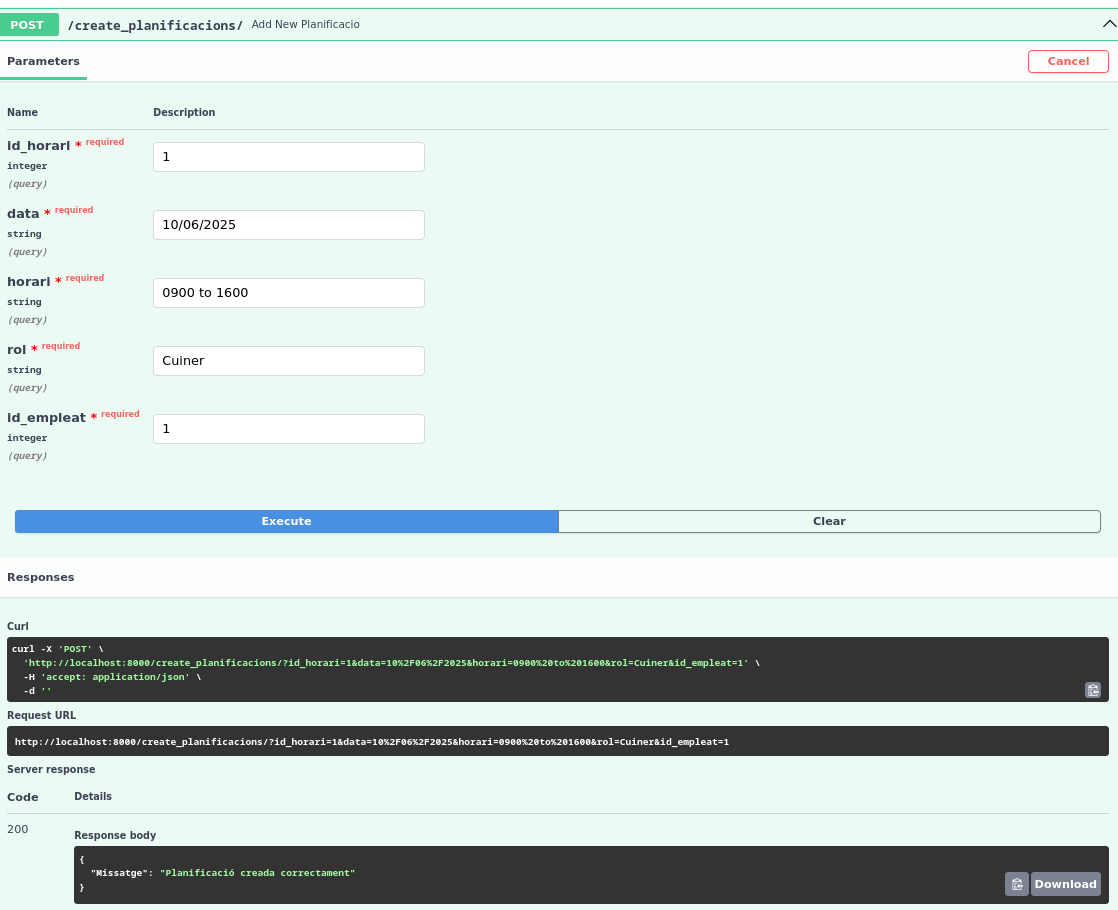 POST /create_planificacions/ Add New Planificacio
Parameters
Cancel
Name Description
id_horari * required
integer
(query)
1
data * required
string
(query)
10/06/2025
horari * required
string
(query)
0900 to 1600
rol * required
string
(query)
Cuiner
id_empleat * required
integer
(query)
1
Execute
Clear
Responses
Curl
curl -X 'POST' \
'http://localhost:8000/create_planificacions/?id_horari=1&data=10%2F06%2F2025&horari=0900%20to%201600&rol=Cuiner&id_empleat=1' \
-H 'accept: application/json' \
-d ''
Request URL
http://localhost:8000/create_planificacions/?id_horari=1&data=10%2F06%2F2025&horari=0900%20to%201600&rol=Cuiner&id_empleat=1
Server response
Code Details
200
Response body
{
"Missatge": "Planificació creada correctament"
}
Download